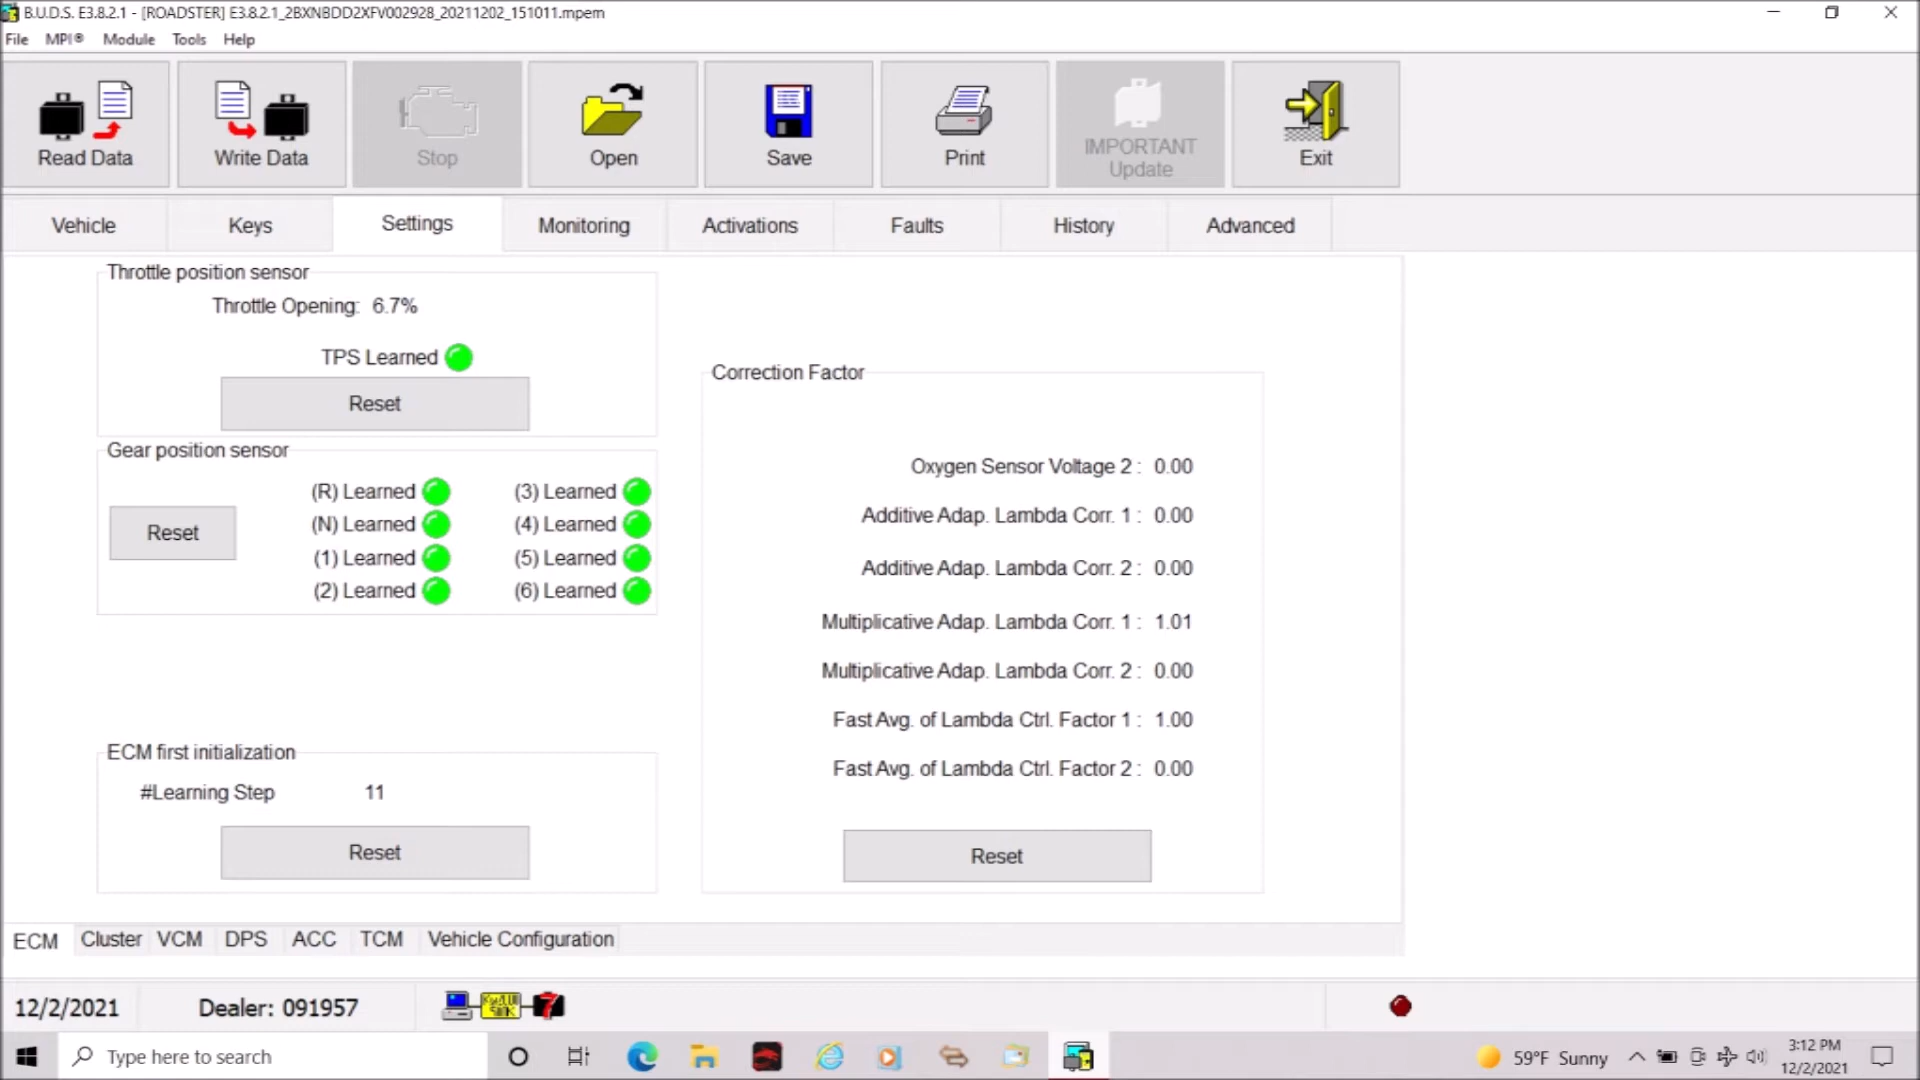 B.U.D.S. E3.8.2.1 - [ROADSTER] E3.8.2.1_2BXNBDD2XFV002928_20211202_151011.mpem
File MPI® Module Tools Help
Read Data
Write Data
Stop
Open
Save
Print
IMPORTANT
Update
Exit
Vehicle Keys Settings Monitoring Activations Faults History Advanced
Throttle position sensor
Throttle Opening: 6.7%
TPS Learned
Reset
Gear position sensor
(R) Learned (3) Learned
(N) Learned (4) Learned
Reset
(1) Learned (5) Learned
(2) Learned (6) Learned
ECM first initialization
#Learning Step 11
Reset
Correction Factor
Oxygen Sensor Voltage 2 : 0.00
Additive Adap. Lambda Corr. 1 : 0.00
Additive Adap. Lambda Corr. 2 : 0.00
Multiplicative Adap. Lambda Corr. 1 : 1.01
Multiplicative Adap. Lambda Corr. 2 : 0.00
Fast Avg. of Lambda Ctrl. Factor 1 : 1.00
Fast Avg. of Lambda Ctrl. Factor 2 : 0.00
Reset
ECM Cluster VCM DPS ACC TCM Vehicle Configuration
12/2/2021 Dealer: 091957 7
Type here to search
59°F Sunny
3:12 PM
12/2/2021